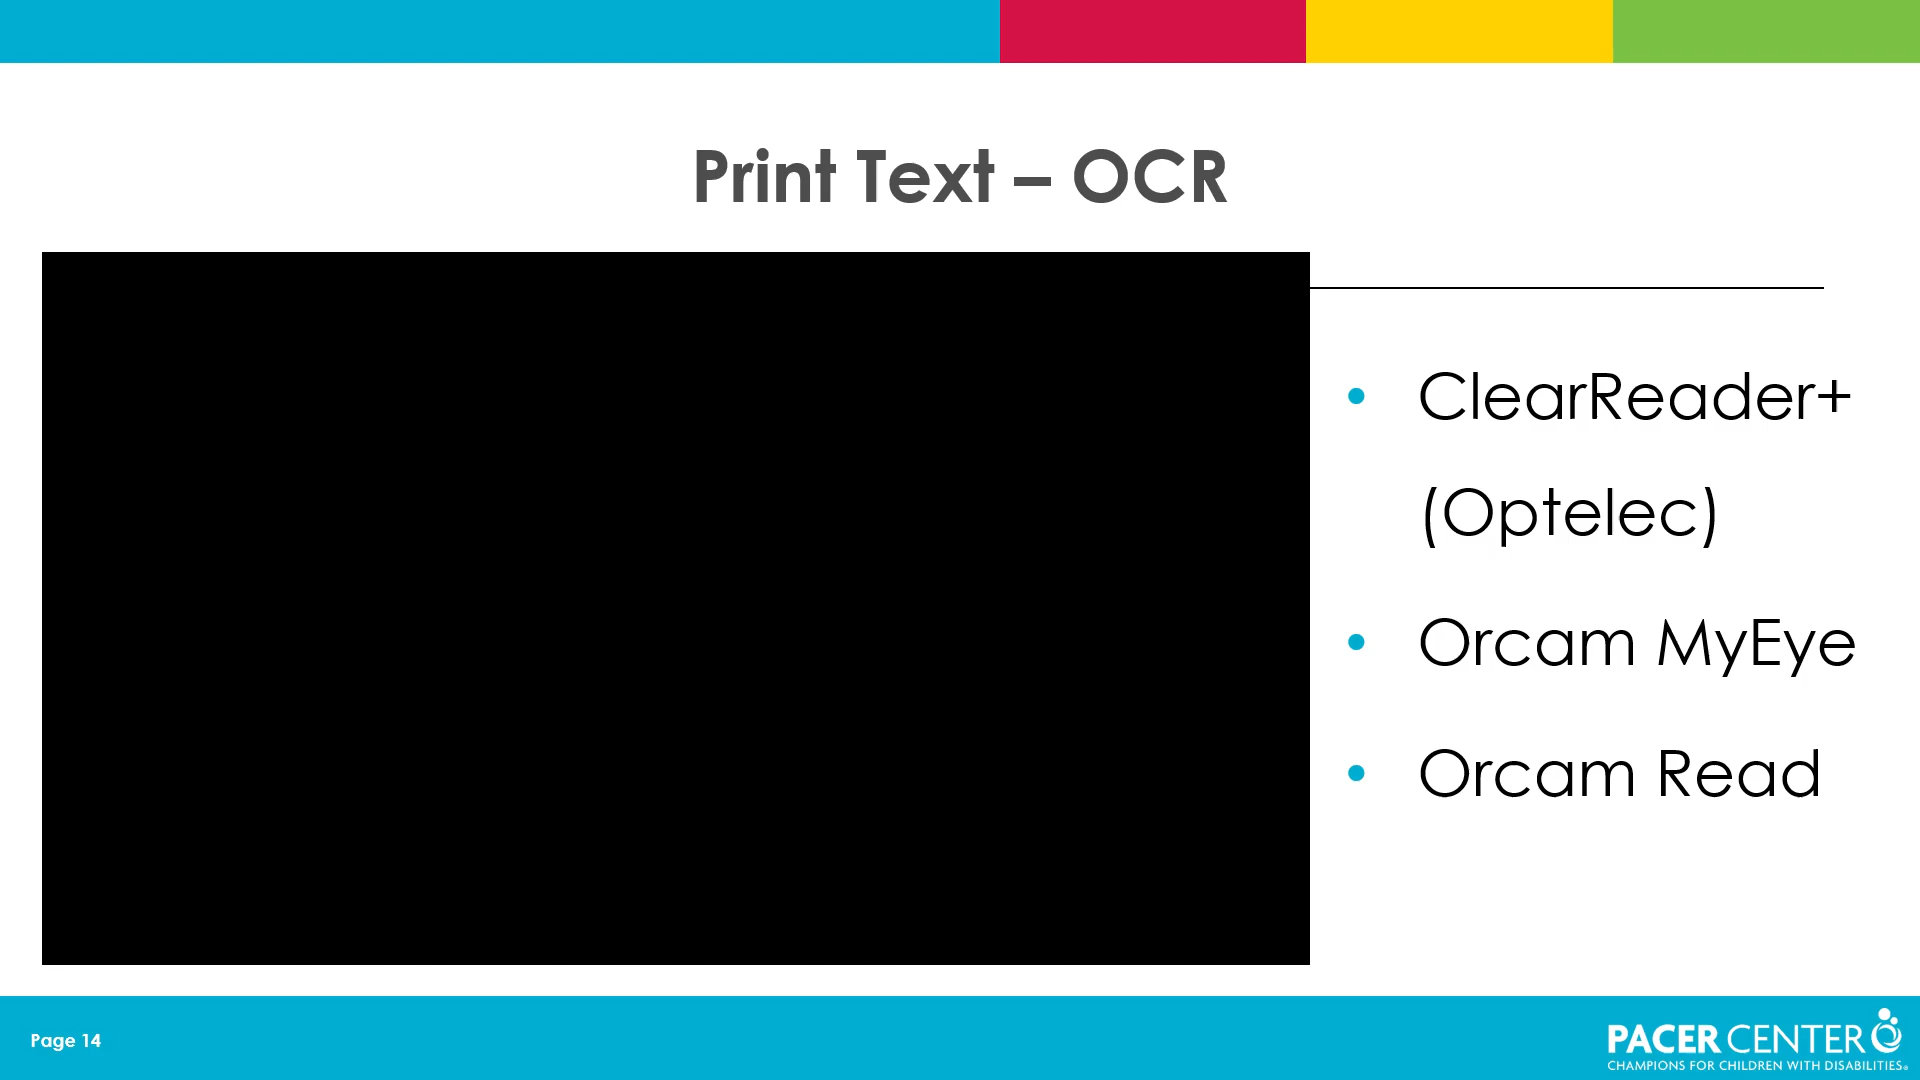 Print Text – OCR
• ClearReader+
(Optelec)
• Orcam MyEye
• Orcam Read
Page 14
PACER CENTER
CHAMPIONS FOR CHILDREN WITH DISABILITIES®